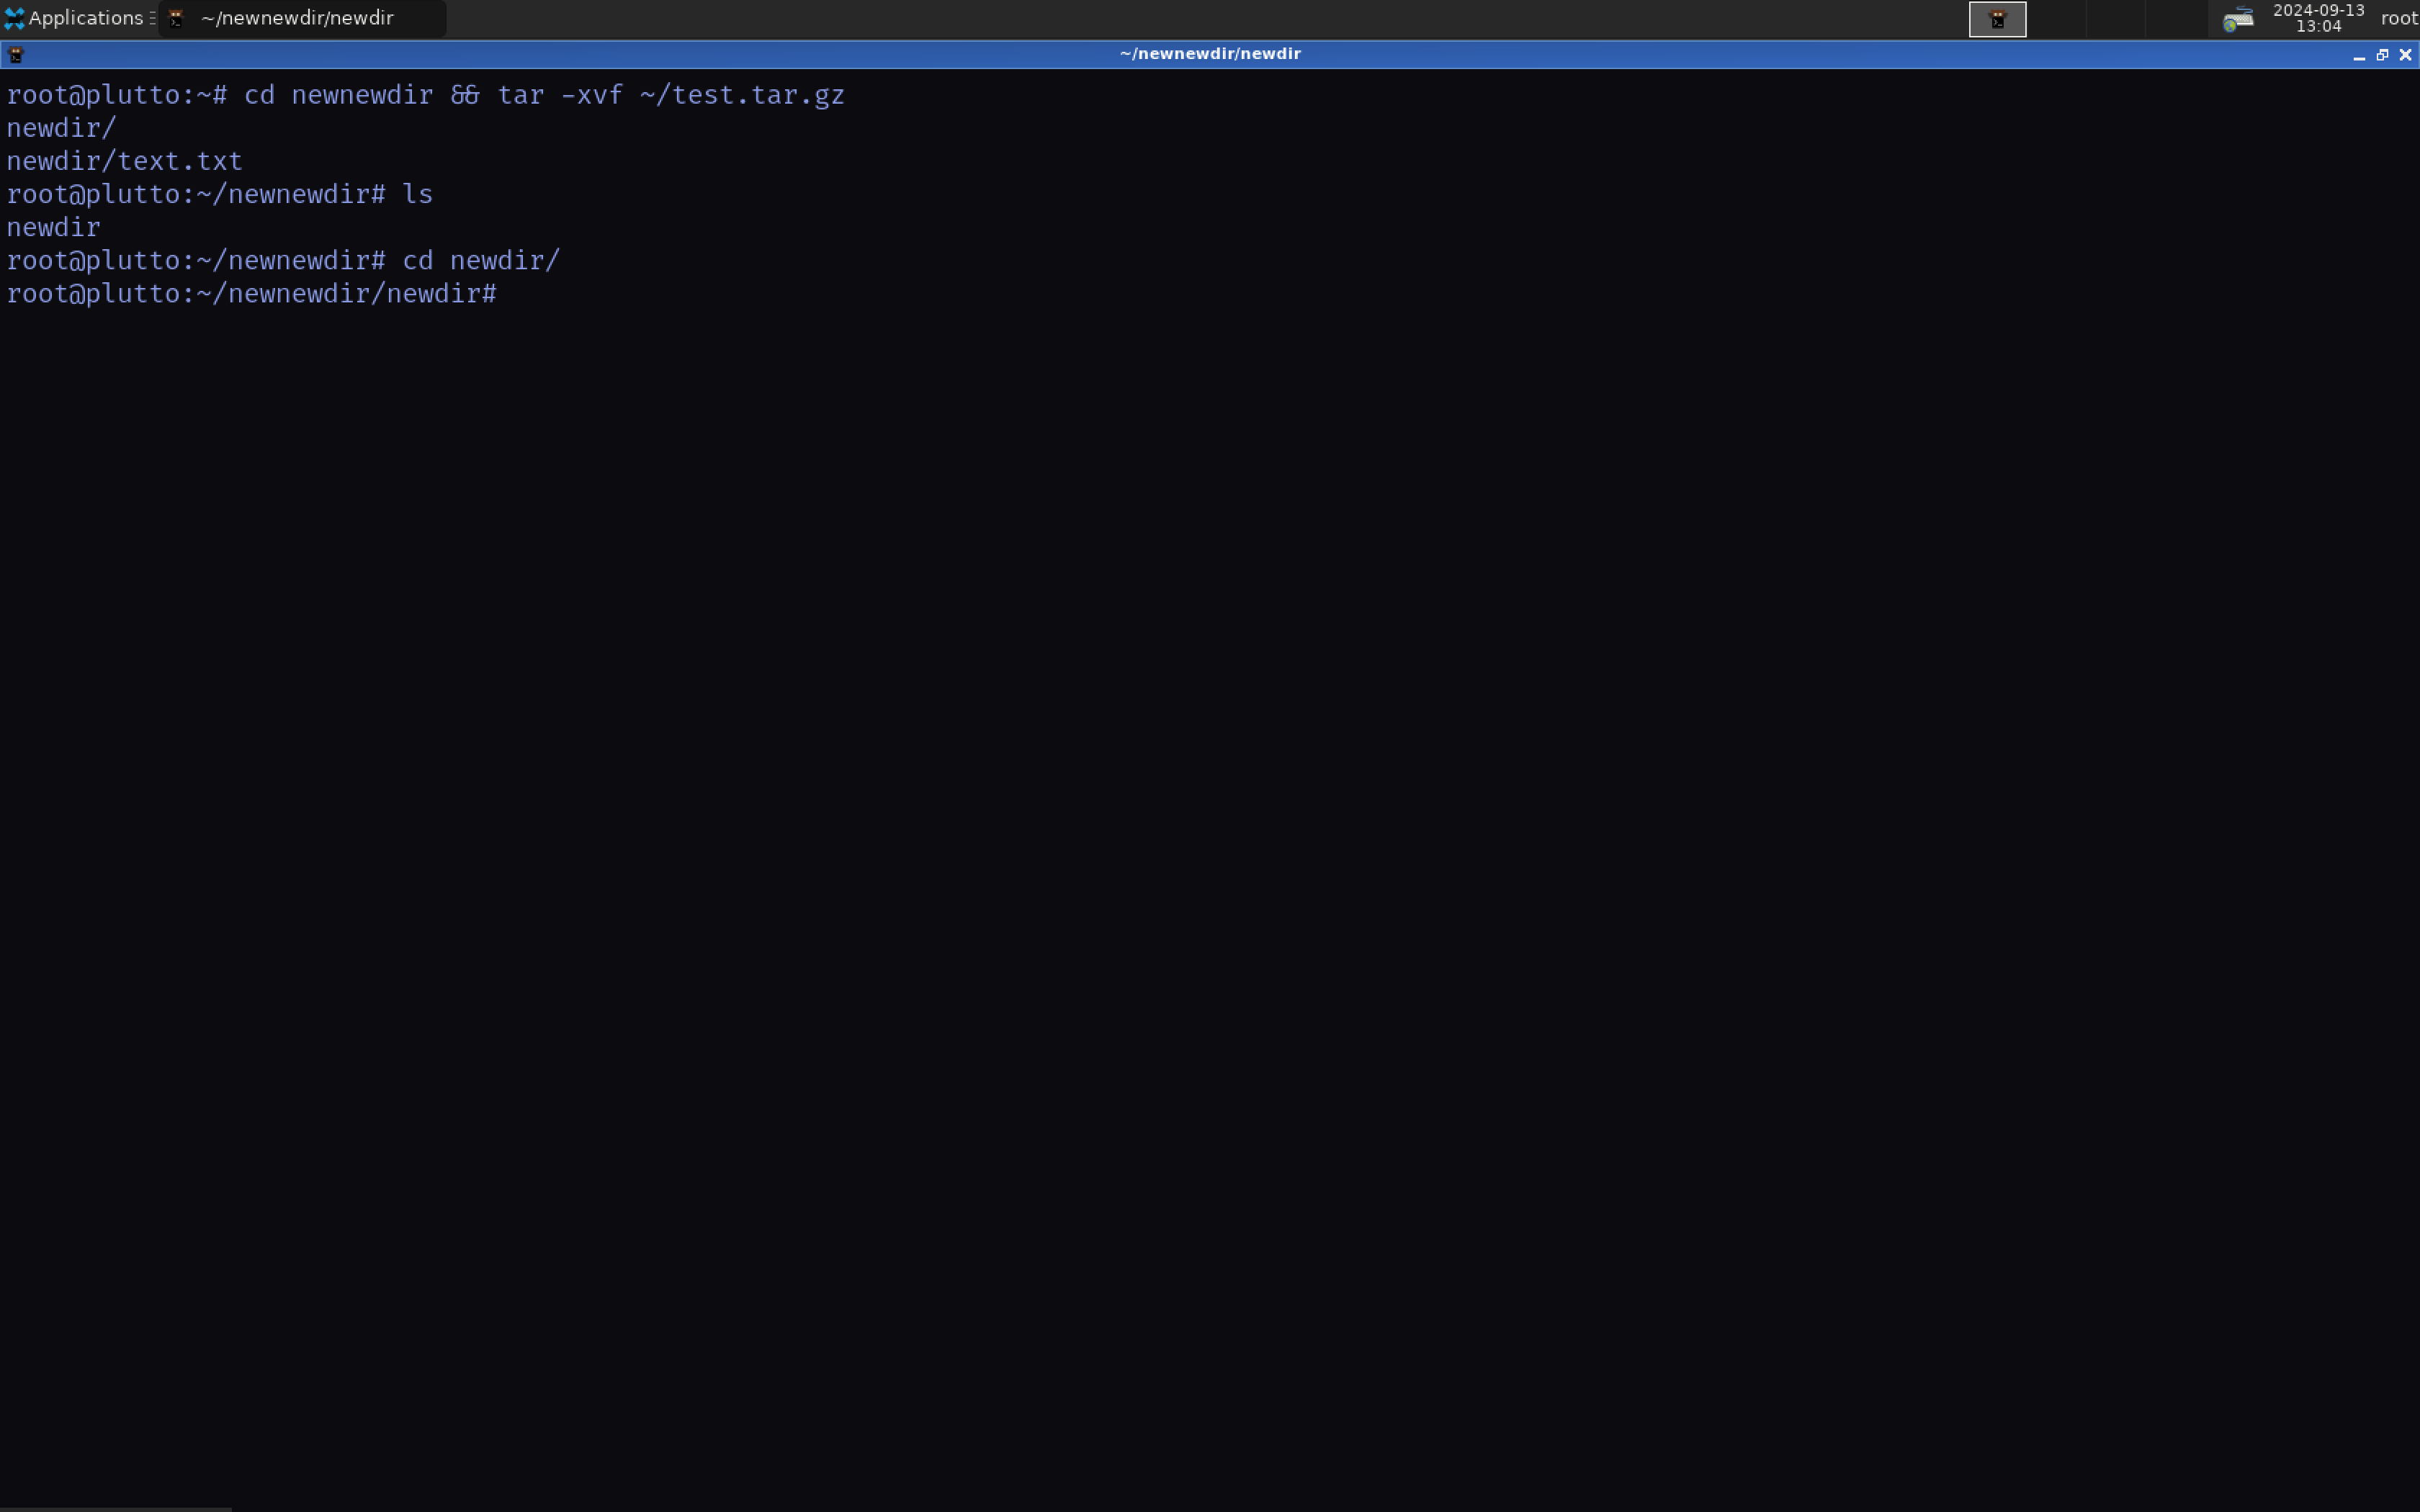 Applications ~/newnewdir/newdir 2024-09-13 root
13:04
~/newnewdir/newdir
root@plutto:~# cd newnewdir && tar -xvf ~/test.tar.gz
newdir/
newdir/text.txt
root@plutto:~/newnewdir# ls
newdir
root@plutto:~/newnewdir# cd newdir/
root@plutto:~/newnewdir/newdir#